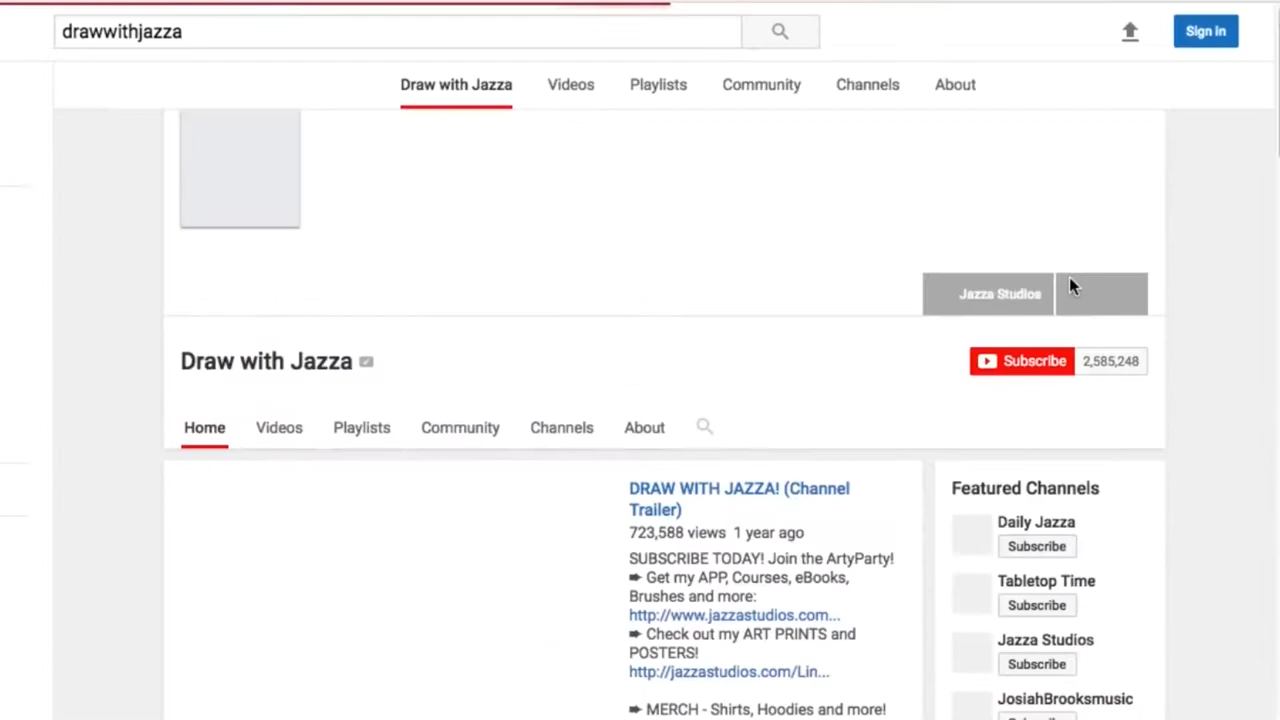 drawwithjazza
Sign in
Draw with Jazza Videos Playlists Community Channels About
Jazza Studios
Draw with Jazza
Subscribe 2,585,248
Home Videos Playlists Community Channels About
DRAW WITH JAZZA! (Channel
Trailer)
723,588 views 1 year ago
SUBSCRIBE TODAY! Join the ArtyParty!
➨ Get my APP, Courses, eBooks,
Brushes and more:
http://www.jazzastudios.com...
➨ Check out my ART PRINTS and
POSTERS!
http://jazzastudios.com/Lin...
➨ MERCH - Shirts, Hoodies and more!
Featured Channels
Daily Jazza
Subscribe
Tabletop Time
Subscribe
Jazza Studios
Subscribe
JosiahBrooksmusic